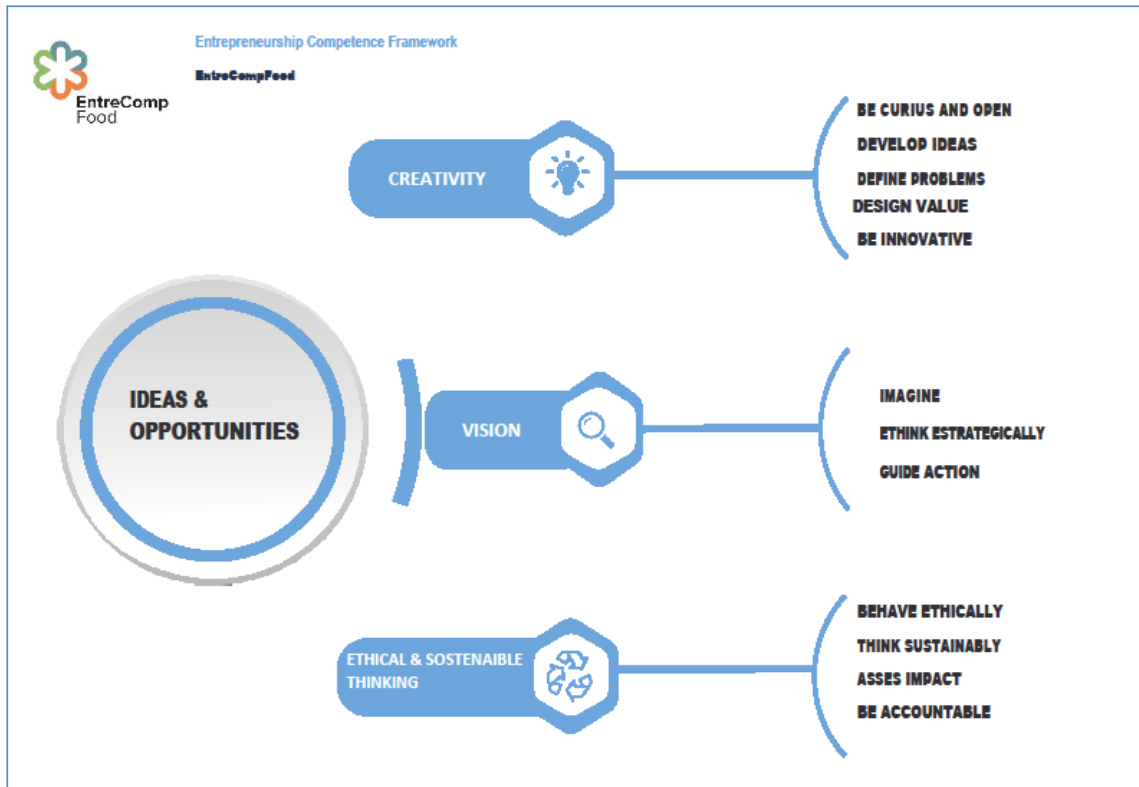 Entrepreneurship Competence Framework
EntreCompFood
EntreComp
Food
CREATIVITY
BE CURIUS AND OPEN
DEVELOP IDEAS
DEFINE PROBLEMS
DESIGN VALUE
BE INNOVATIVE
IDEAS &
OPPORTUNITIES
VISION
IMAGINE
ETHINK ESTRATEGICALLY
GUIDE ACTION
ETHICAL & SOSTENAIBLE
THINKING
BEHAVE ETHICALLY
THINK SUSTAINABLY
ASSES IMPACT
BE ACCOUNTABLE